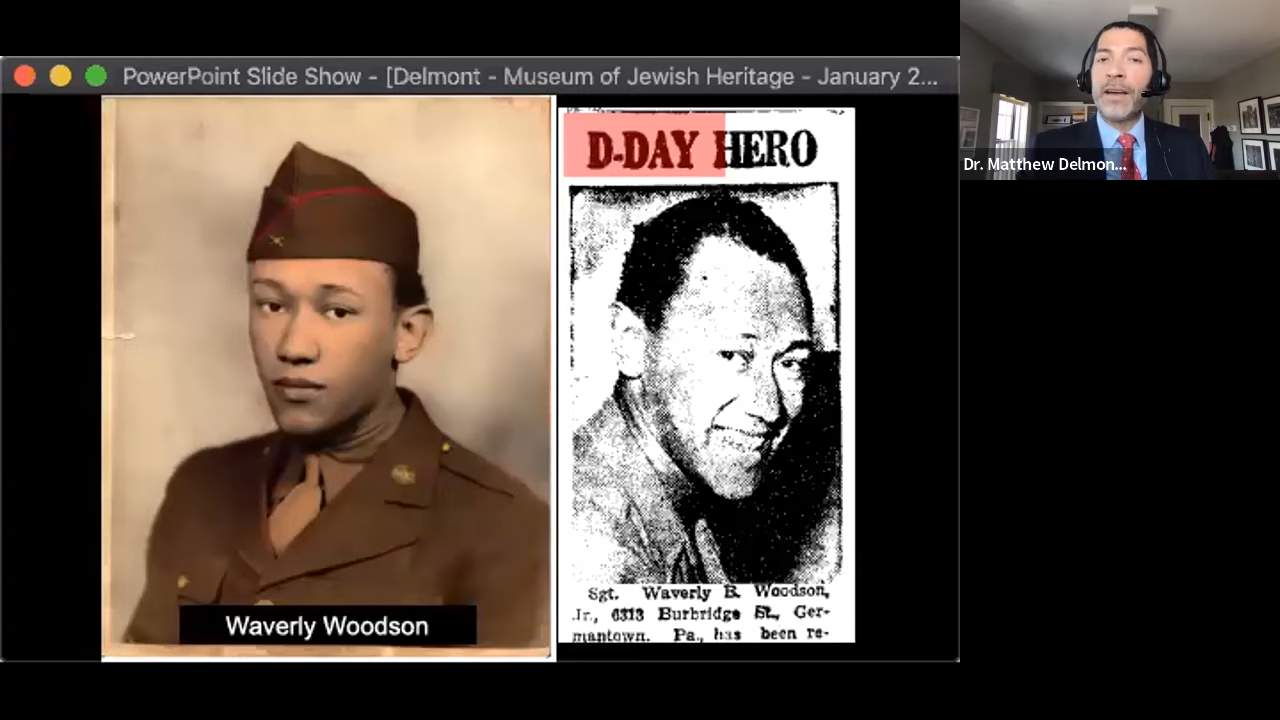 PowerPoint Slide Show - [Delmont - Museum of Jewish Heritage - January 2...
Dr. Matthew Delmon...
D-DAY HERO
Sgt. Waverly B. Woodson,
Jr., 6313 Burbridge St., Ger-
mantown. Pa., has been re-
Waverly Woodson